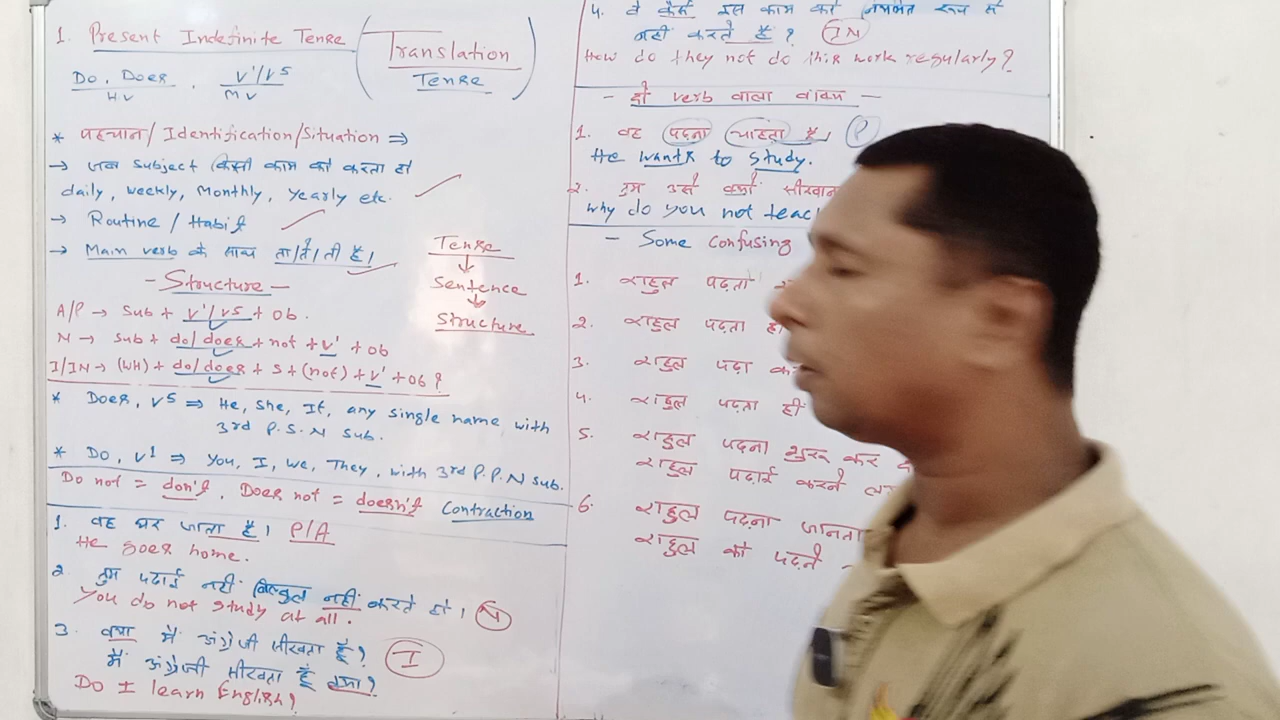 1. Present Indefinite Tense
(Translation
Tense)
Do, Does . V¹/V5
HV MV
* पहचान/Identification/Situation ⇒
→ जब Subject किसी काम को करता हो
daily, weekly, Monthly, Yearly etc.
→ Routine / Habit
→ Main verb के साथ ता/ते/ती है।
Tense
↓
Sentence
↓
Structure
- Structure -
A/P → Sub + V¹/V5 + Ob.
N → Sub + do/does + not + V¹ + Ob
I/IN → (WH) + do/does + S + (not) + V¹ + Ob ?
* Does, V5 ⇒ He, She, It, any single name with
3rd P.S.N Sub.
* Do, V¹ ⇒ You, I, We, They, with 3rd P.P.N Sub.
Do not = don't, Does not = doesn't Contraction
1. वह घर जाता है। P/A
He goes home.
2. तुम पढाई नहीं बिल्कुल नहीं करते हो। N
You do not study at all.
3. क्या मैं अंग्रेजी सीखता हूँ? I
मैं अंग्रेजी सीखता हूँ क्या?
Do I learn English?
4. वे कैसे इस काम को नियमित रूप से
नहीं करते हैं? IN
How do they not do this work regularly?
- दो verb वाला वाक्य -
1. वह पढ़ना चाहता है। P
He wants to study.
2. तुम उसे क्यों
Why do you not teac
- Some confusing
1. राहुल पढ़ता
2. राहुल पढ़ता
3. राहुल पढ़ा
4. राहुल पढ़ता ही
5. राहुल पढ़ना शुरू कर
राहुल पढ़ाई करने
6. राहुल पढ़ना जानता
राहुल को पढ़ने